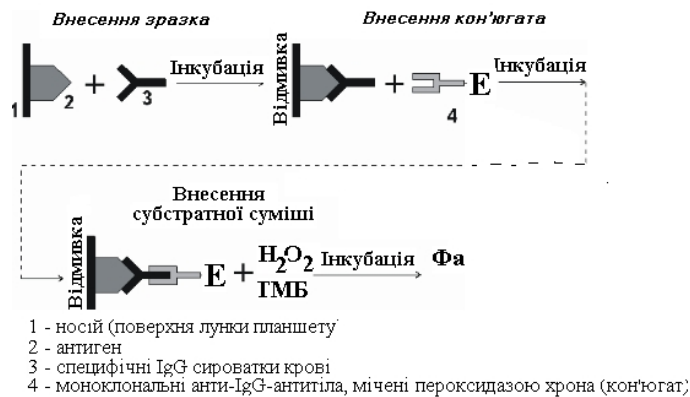 Внесення зразка
Внесення кон'югата
1
2
+
3
Інкубація
Відмивка
+
4
Е
Інкубація
Внесення
субстратної суміші
Відмивка
Е
+
H₂O₂
ТМБ
Інкубація
Фа
1 - носій (поверхня лунки планшету
2 - антиген
3 - специфічні IgG сироватки крові
4 - моноклональні анти-IgG-антитіла, мічені пероксидазою хрона (кон'югат)